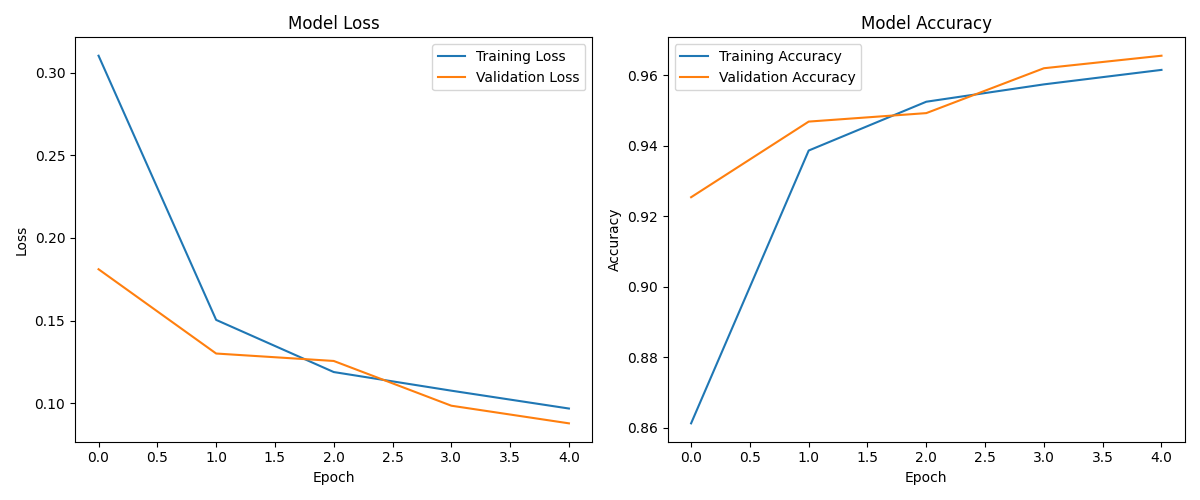 Model Loss
Training Loss
Validation Loss
0.30
0.25
0.20
0.15
0.10
Loss
0.0 0.5 1.0 1.5 2.0 2.5 3.0 3.5 4.0
Epoch
Model Accuracy
Training Accuracy
Validation Accuracy
0.96
0.94
0.92
0.90
0.88
0.86
Accuracy
0.0 0.5 1.0 1.5 2.0 2.5 3.0 3.5 4.0
Epoch